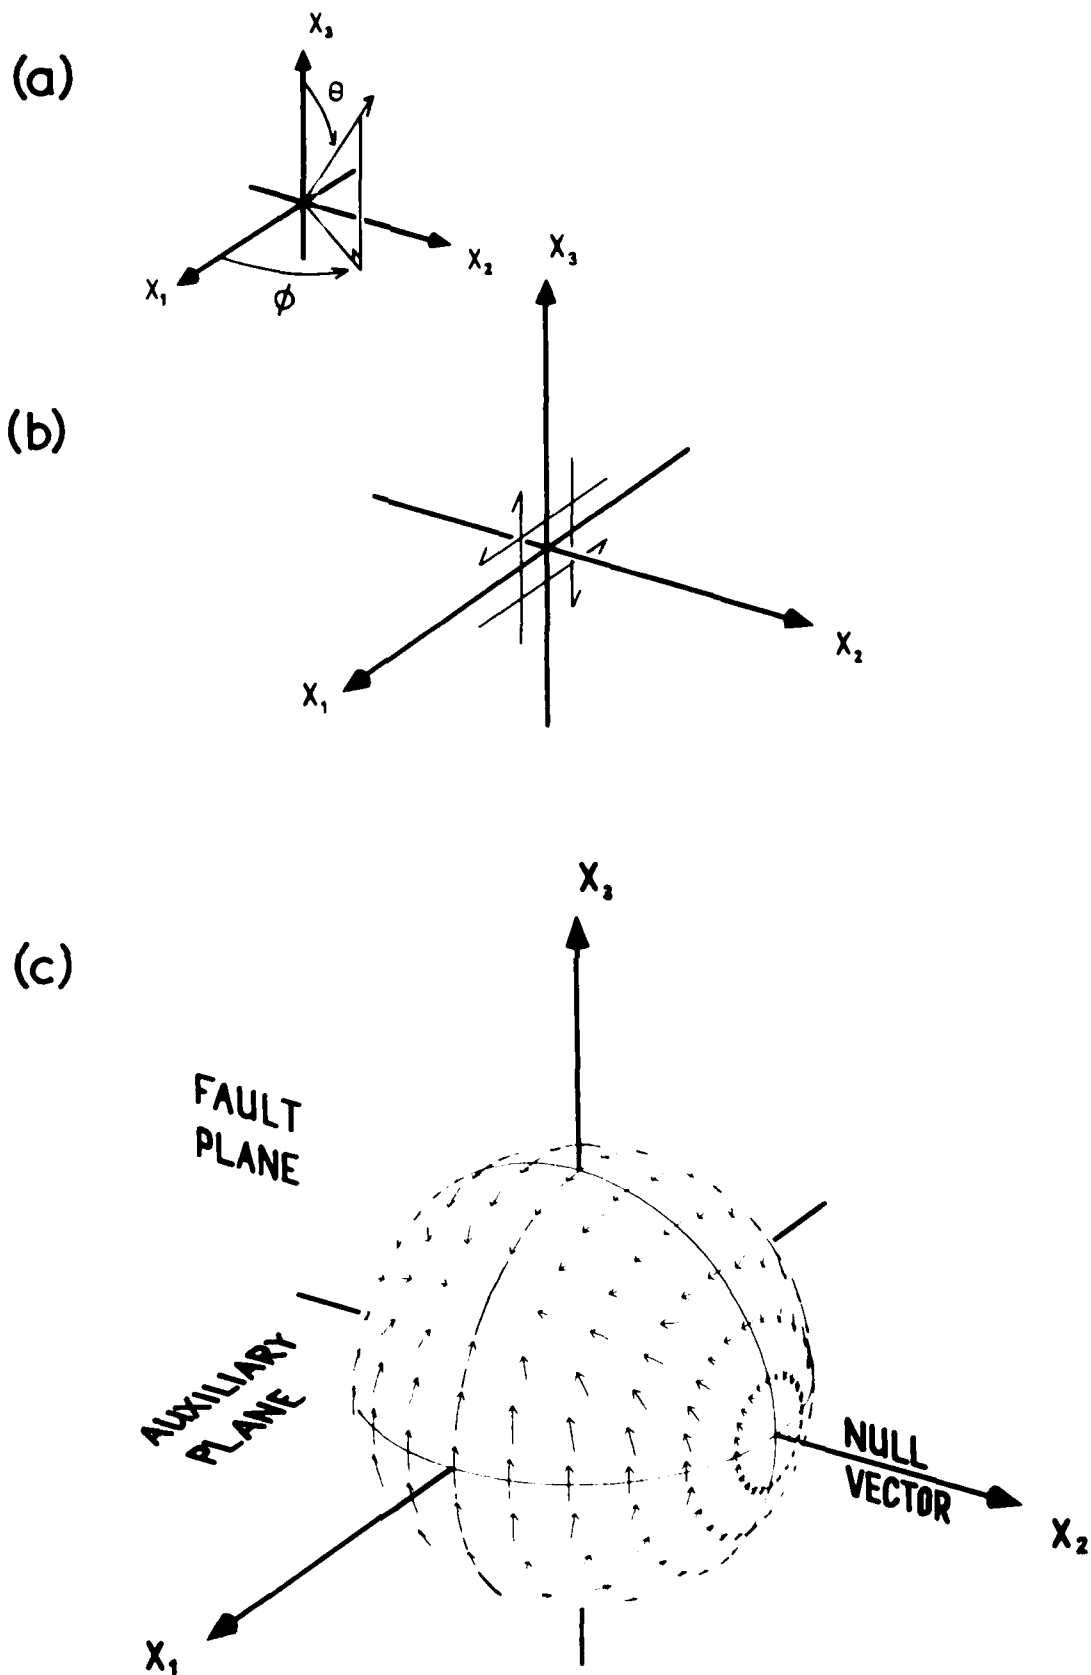 (a)
X₃
θ
X₂
X₁
ϕ
(b)
X₃
X₂
X₁
(c)
X₃
FAULT
PLANE
AUXILIARY
PLANE
NULL
VECTOR
X₂
X₁